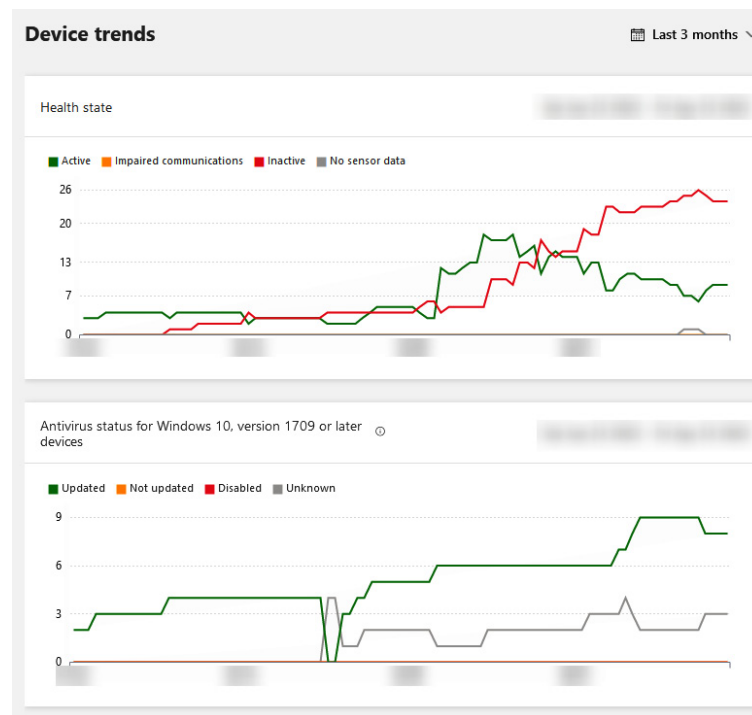 Device trends
Last 3 months
Health state
Active Impaired communications Inactive No sensor data
26
20
13
7
0
Antivirus status for Windows 10, version 1709 or later
devices
Updated Not updated Disabled Unknown
9
6
3
0